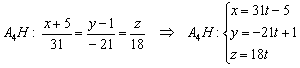 A₄H: (x + 5)/31 = (y − 1)/(−21) = z/18 ⇒ A₄H: { x = 31t − 5
y = −21t + 1
z = 18t